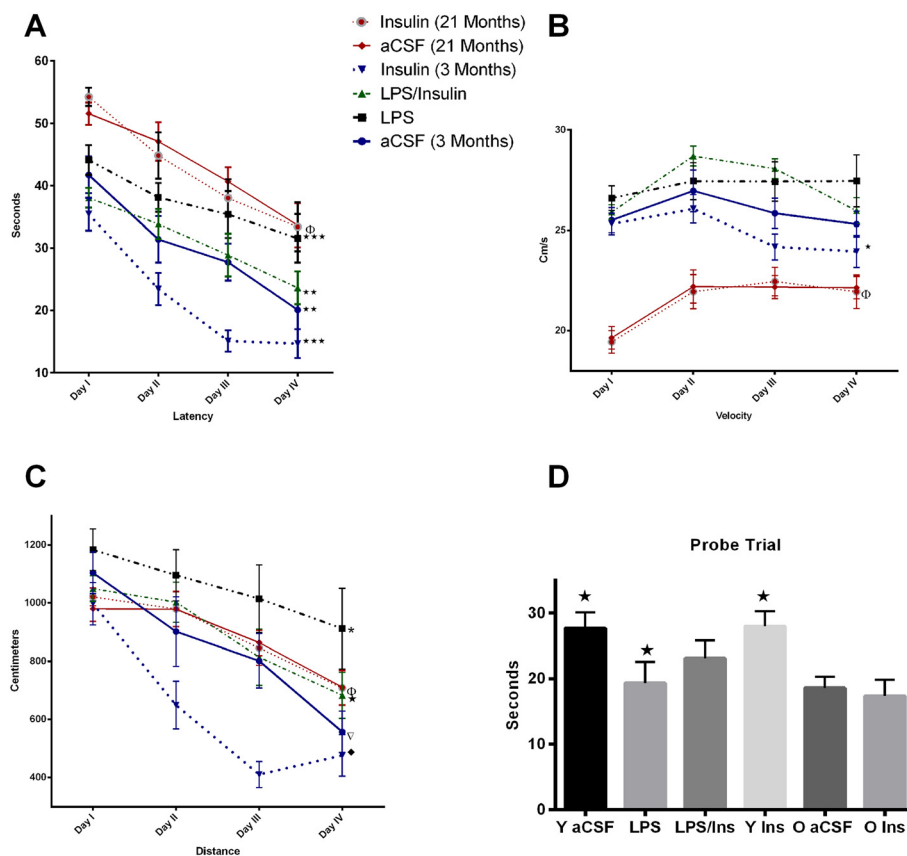 A
Insulin (21 Months)
aCSF (21 Months)
Insulin (3 Months)
LPS/Insulin
LPS
aCSF (3 Months)
60
50
40
30
20
10
Seconds
Φ
★★★
★★
★★
★★★
Day I
Day II
Day III
Day IV
Latency
B
30
25
20
Cm/s
★
Φ
Day I
Day II
Day III
Day IV
Velocity
C
1200
1000
800
600
400
Centimeters
*
Φ
★
▽
◆
Day I
Day II
Day III
Day IV
Distance
D
Probe Trial
30
20
10
0
Seconds
★ ★ ★
Y aCSF LPS LPS/Ins Y Ins O aCSF O Ins